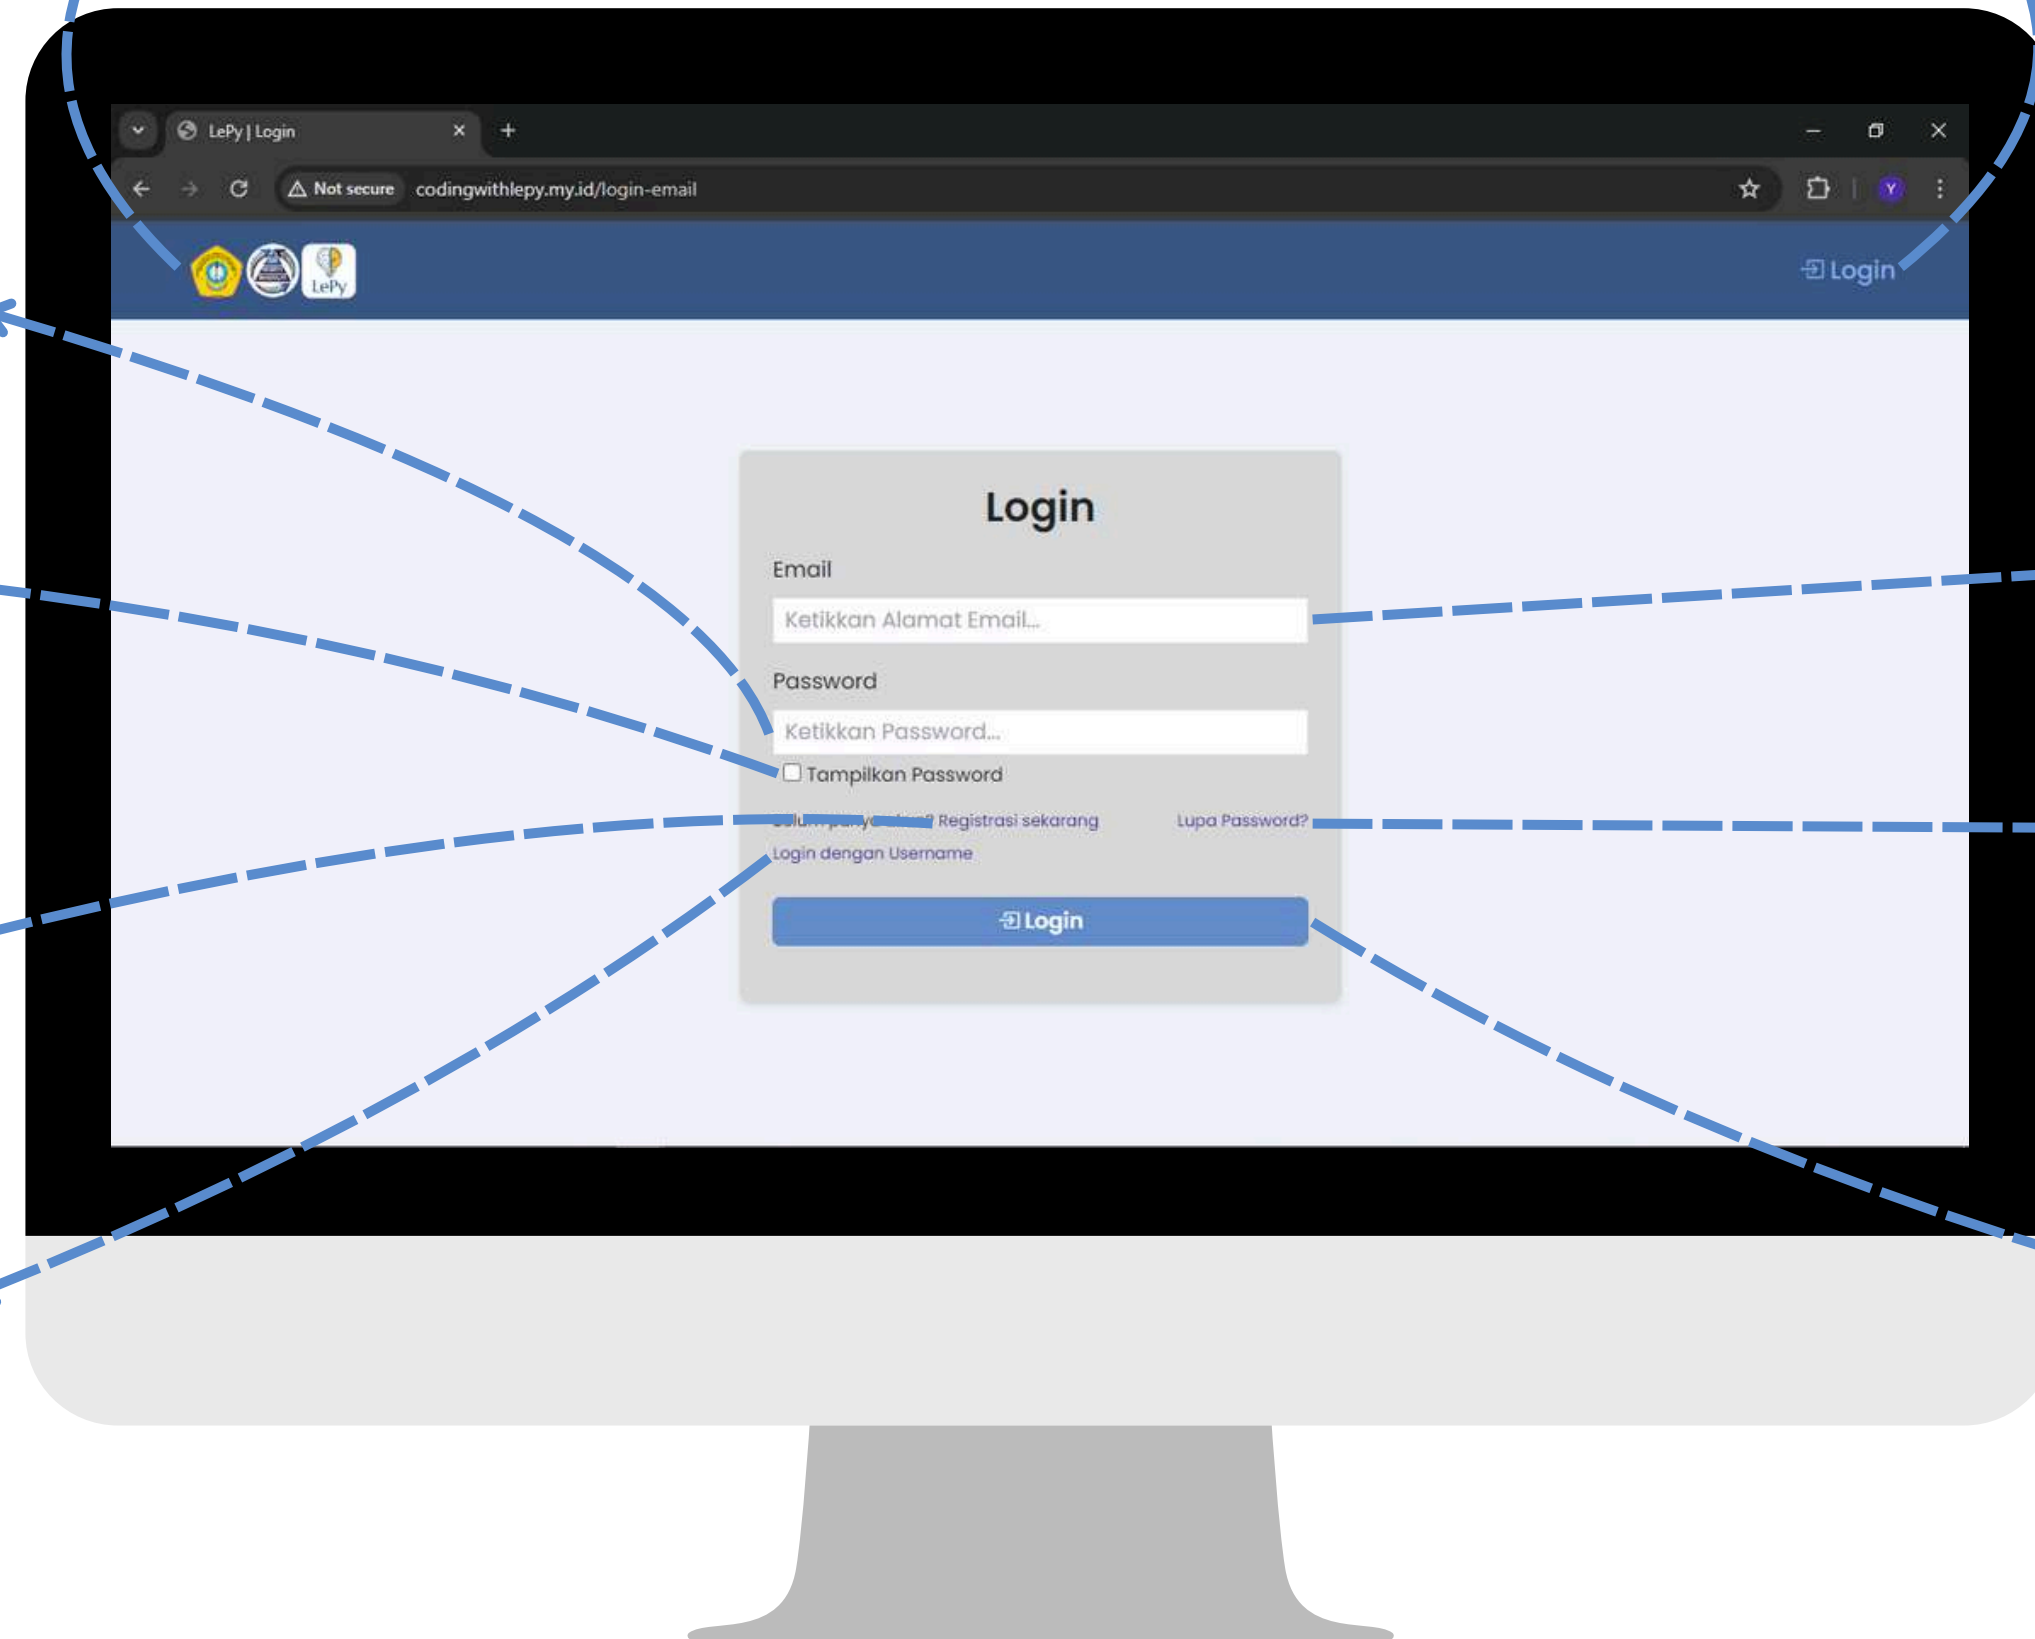 LePy | Login
Not secure codingwithlepy.my.id/login-email
Y
LePy
Login
Login
Email
Ketikkan Alamat Email...
Password
Ketikkan Password...
Tampilkan Password
Registrasi sekarang
Lupa Password?
Login dengan Username
Login